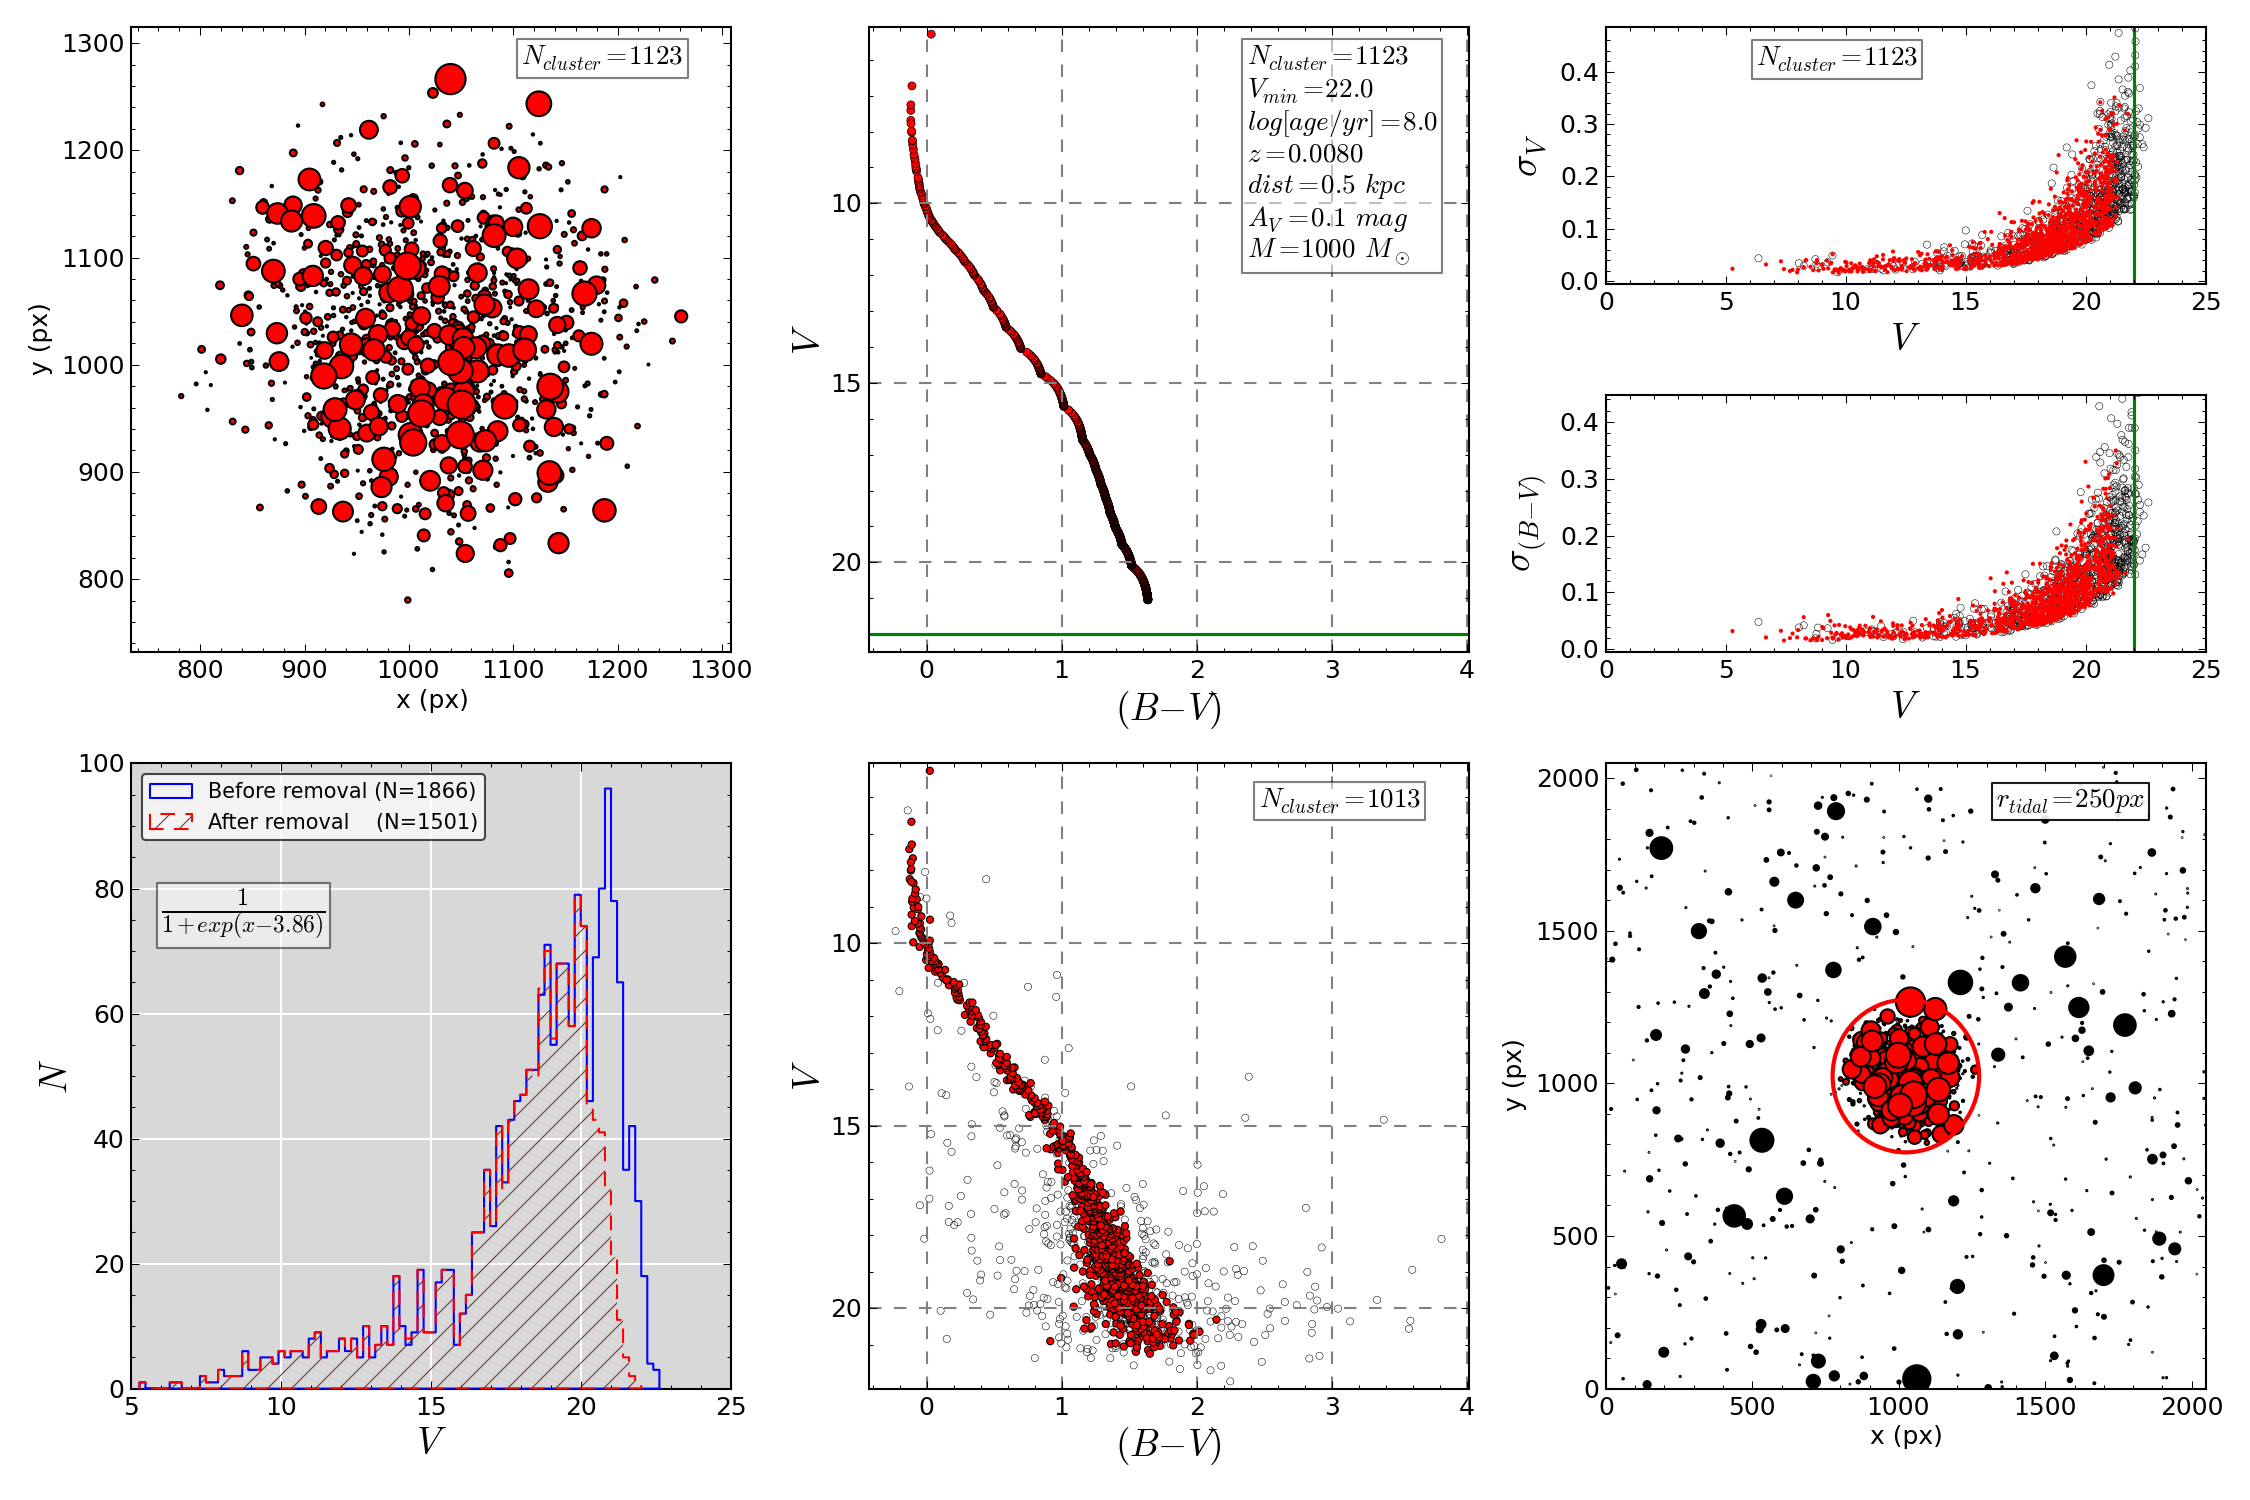 N_cluster=1123
1300
1200
1100
1000
900
800
y (px)
800 900 1000 1100 1200 1300
x (px)
N_cluster=1123
V_min=22.0
log[age/yr]=8.0
z=0.0080
dist=0.5 kpc
A_V=0.1 mag
M=1000 M_⊙
10
15
20
V
0 1 2 3 4
(B−V)
N_cluster=1123
0.4
0.3
0.2
0.1
0.0
σ_V
0 5 10 15 20 25
V
0.4
0.3
0.2
0.1
0.0
σ_(B−V)
0 5 10 15 20 25
V
Before removal (N=1866)
After removal (N=1501)
1
1+exp(x−3.86)
100
80
60
40
20
0
N
5 10 15 20 25
V
N_cluster=1013
10
15
20
V
0 1 2 3 4
(B−V)
r_tidal=250px
2000
1500
1000
500
0
y (px)
0 500 1000 1500 2000
x (px)